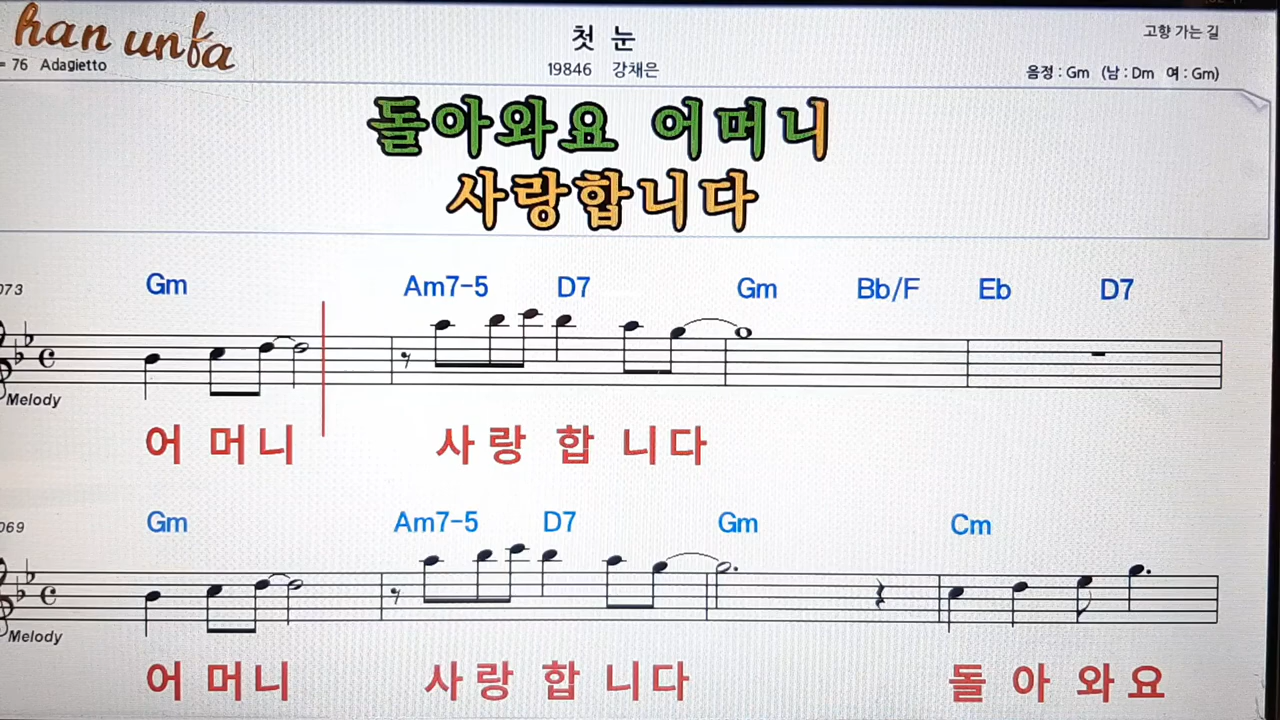 han unfa
= 76 Adagietto
첫 눈
19846 강채은
고향 가는 길
음정 : Gm (남 : Dm 여 : Gm)
돌아와요 어머니
사랑합니다
073
Gm Am7-5 D7 Gm Bb/F Eb D7
Melody
어 머니 사 랑 합 니다
069
Gm Am7-5 D7 Gm Cm
Melody
어 머니 사 랑 합 니다 돌 아 와 요